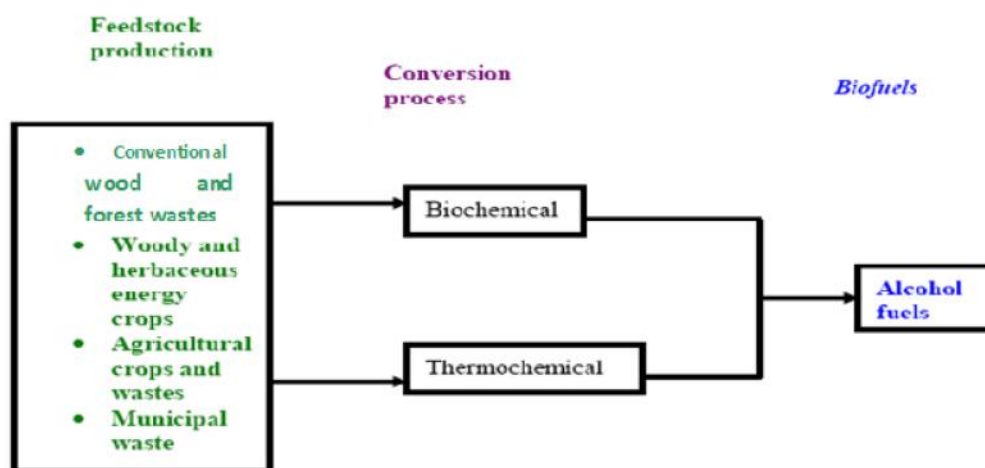 Feedstock
production
Conversion
process
Biofuels
• Conventional
wood and
forest wastes
• Woody and
herbaceous
energy
crops
• Agricultural
crops and
wastes
• Municipal
waste
Biochemical
Thermochemical
Alcohol
fuels